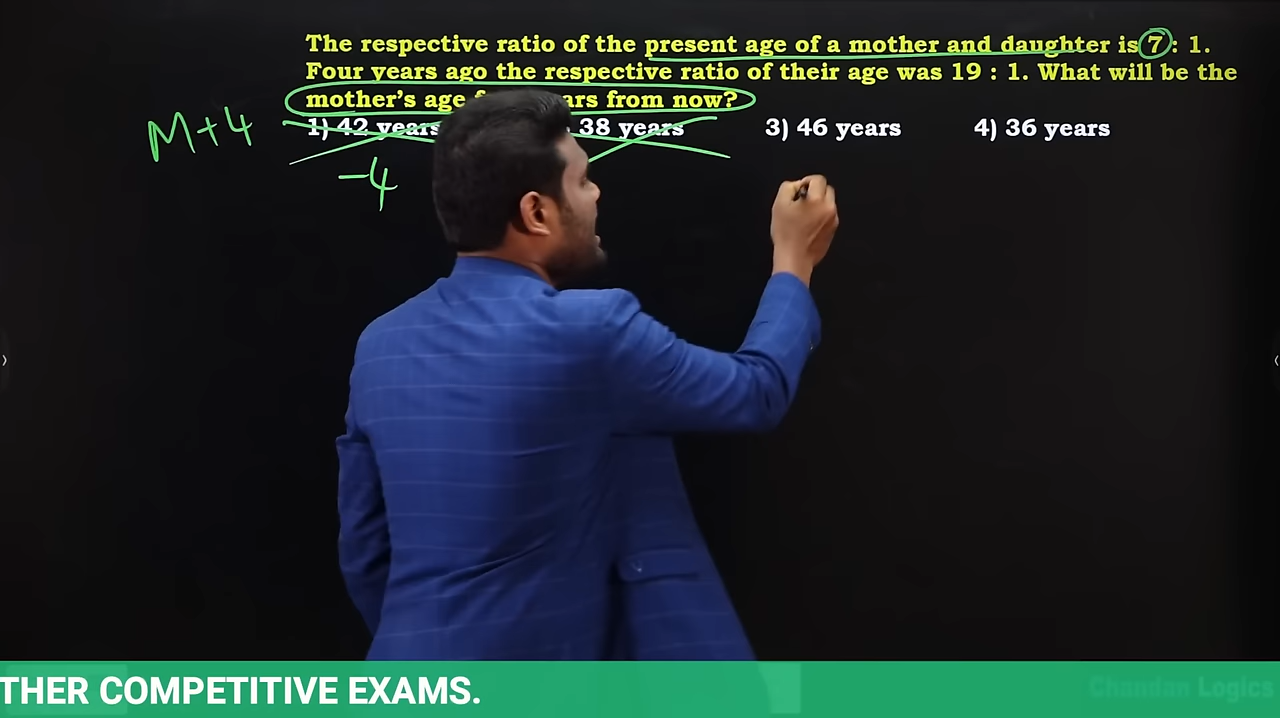 The respective ratio of the present age of a mother and daughter is 7 : 1.
Four years ago the respective ratio of their age was 19 : 1. What will be the
mother's age from now?
M+4
1) 42 years 38 years 3) 46 years 4) 36 years
-4
THER COMPETITIVE EXAMS.
Chandan Logics